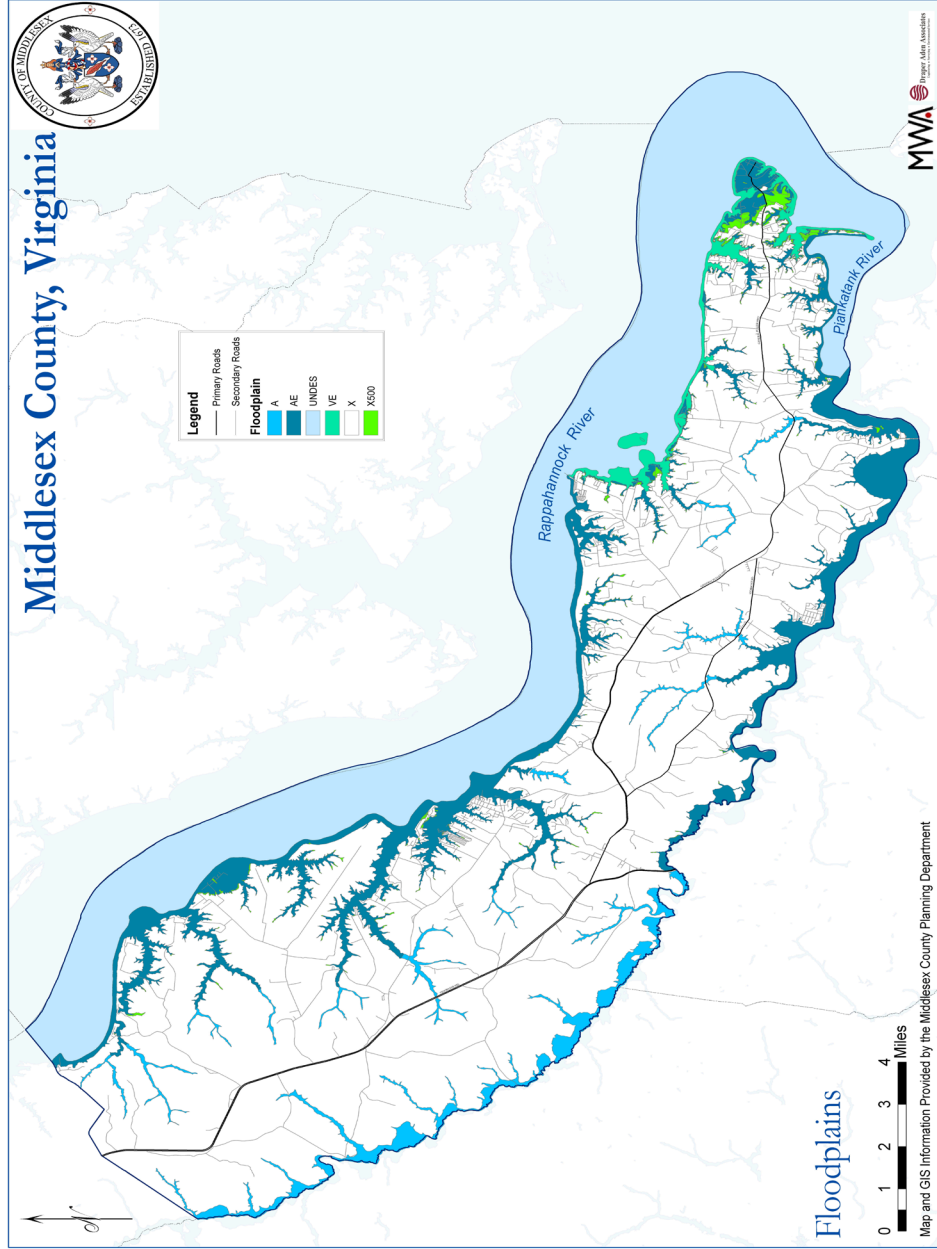 Middlesex County, Virginia
COUNTY OF MIDDLESEX
ESTABLISHED 1673
Legend
Primary Roads
Secondary Roads
Floodplain
A
AE
UNDES
VE
X
X500
Rappahannock River
Piankatank River
Floodplains
0 1 2 3 4
Miles
Map and GIS Information Provided by the Middlesex County Planning Department
MWA
Draper Aden Associates